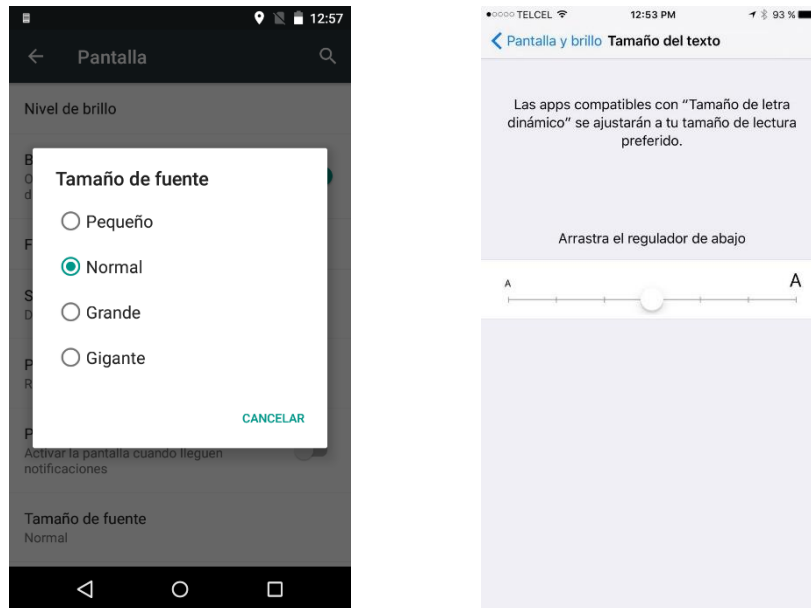 12:57
Pantalla
Nivel de brillo
B
O
d
Tamaño de fuente
Pequeño
F
Normal
S
D
Grande
P
R
Gigante
CANCELAR
P
Activar la pantalla cuando lleguen
notificaciones
Tamaño de fuente
Normal
TELCEL 12:53 PM 93 %
Pantalla y brillo Tamaño del texto
Las apps compatibles con “Tamaño de letra
dinámico” se ajustarán a tu tamaño de lectura
preferido.
Arrastra el regulador de abajo
A A